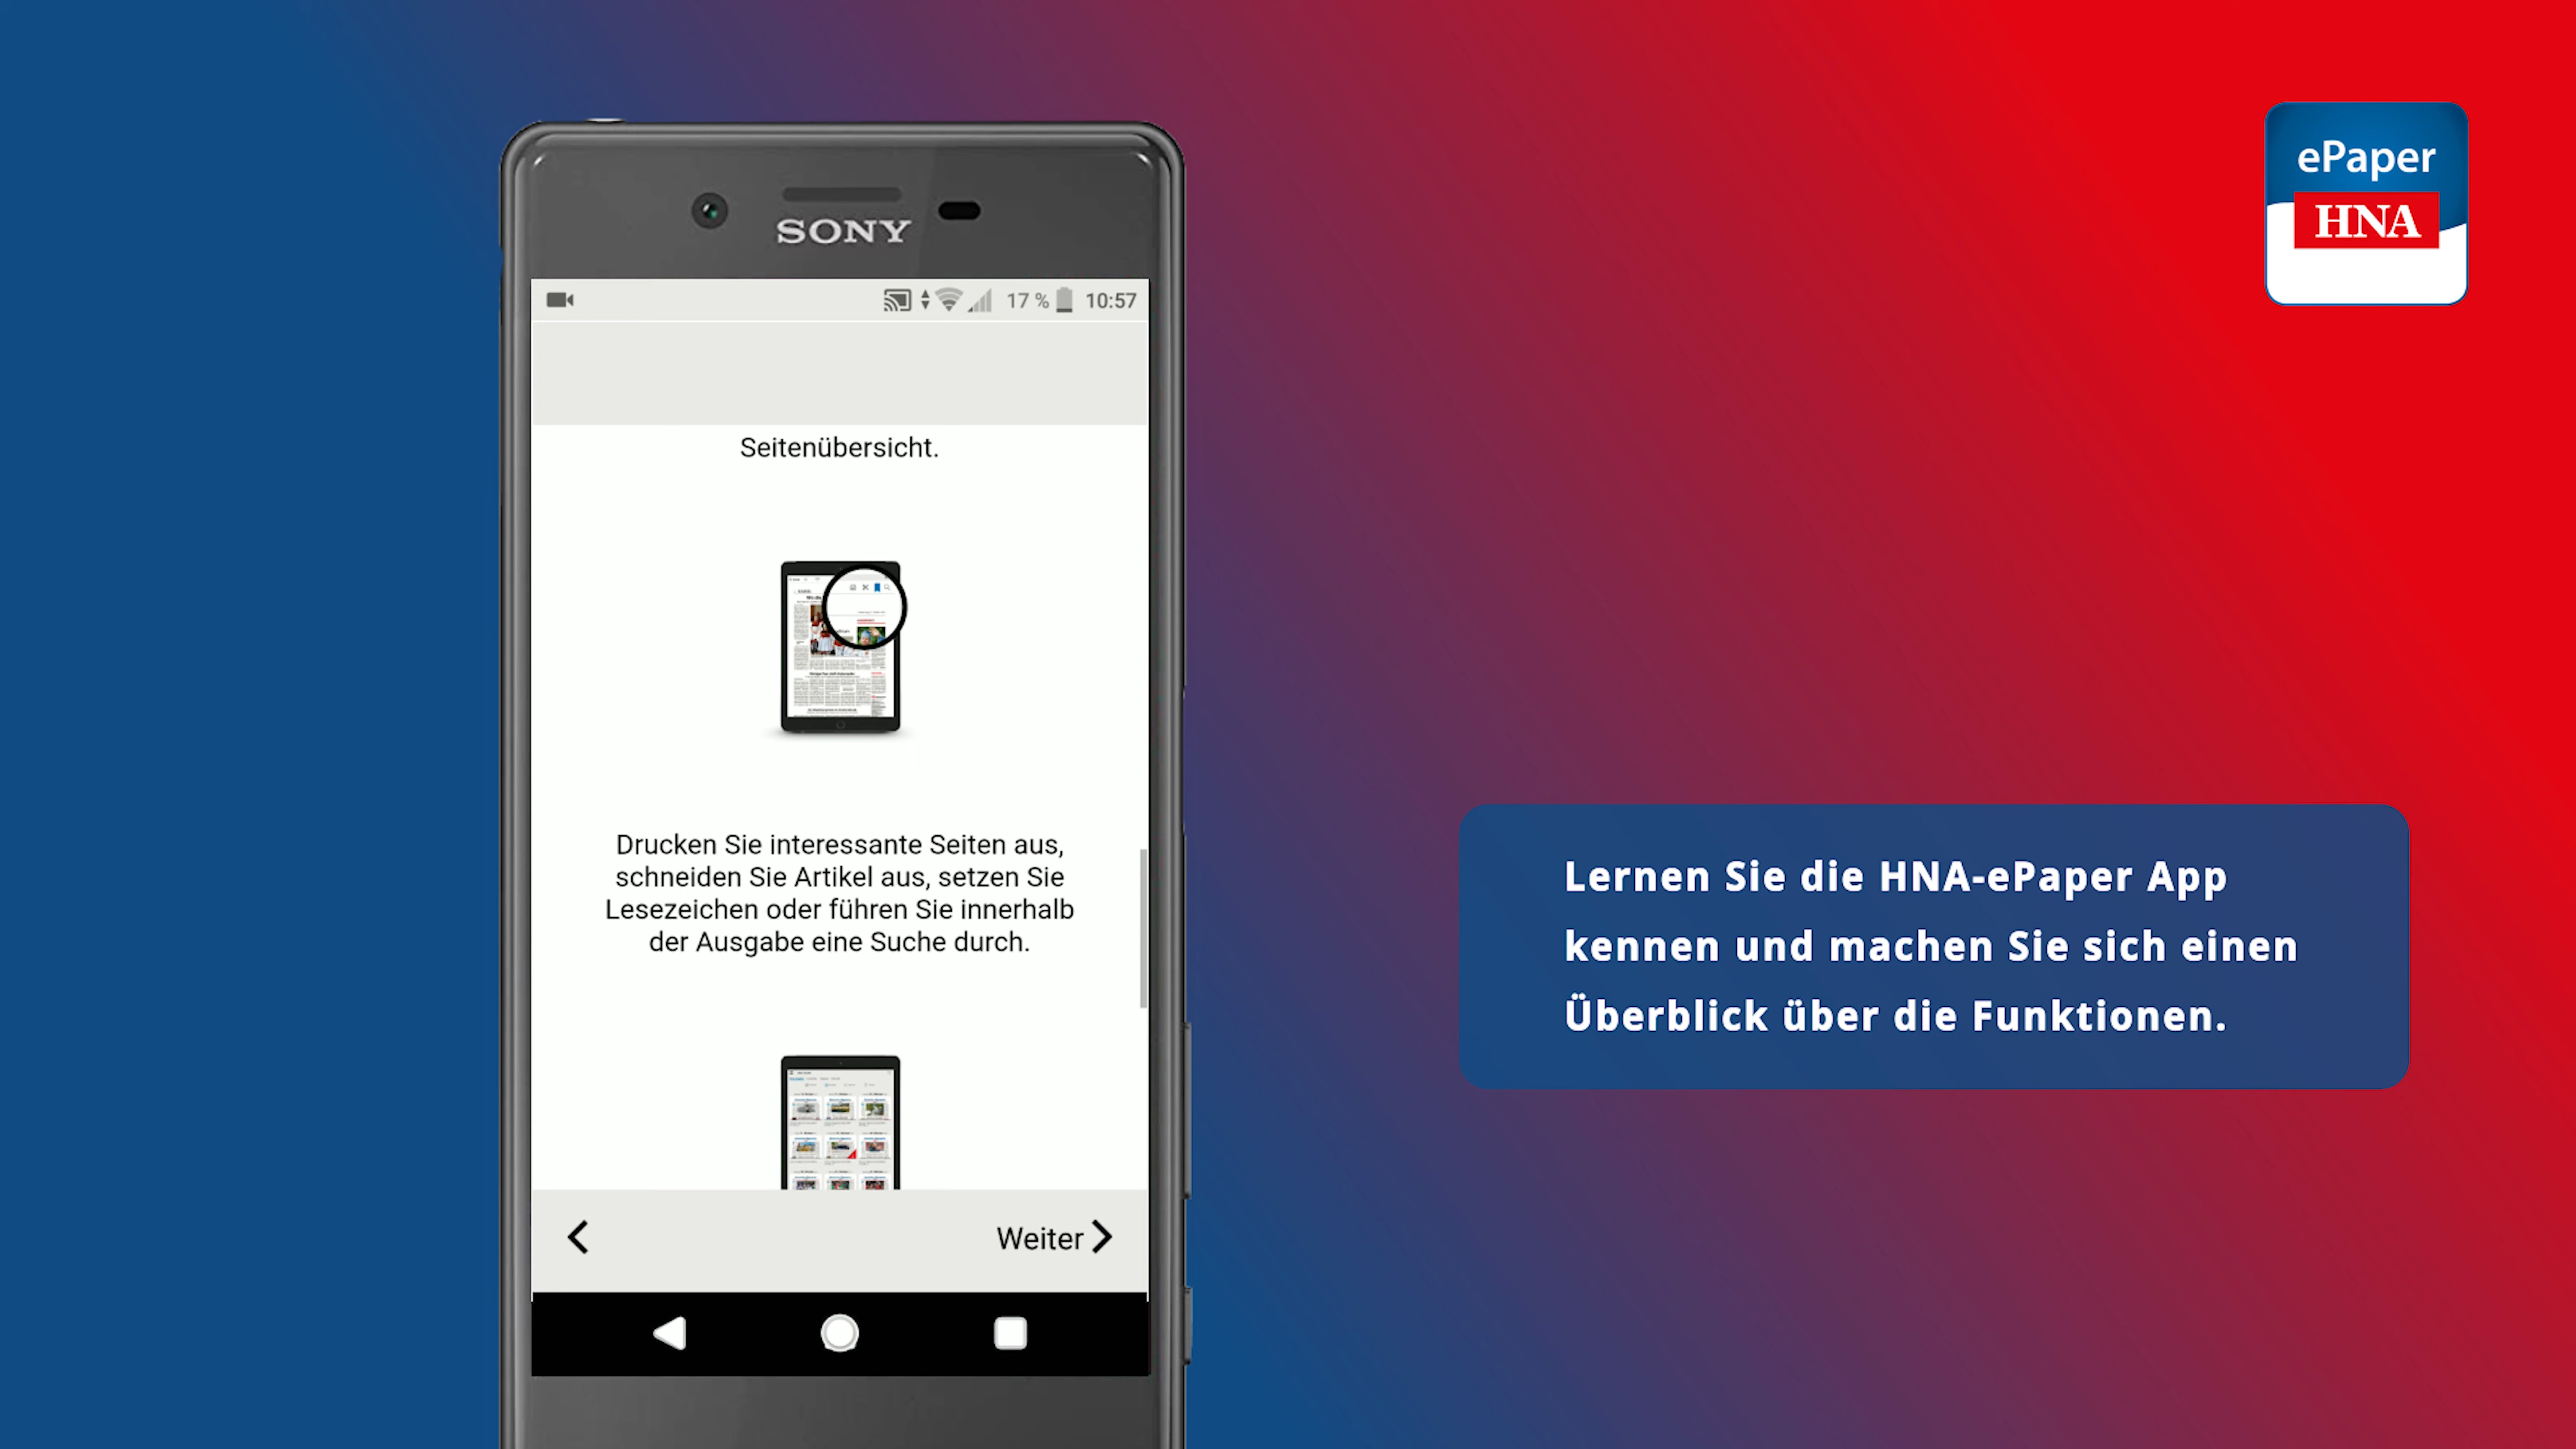 ePaper
HNA
SONY
17 % 10:57
Seitenübersicht.
Drucken Sie interessante Seiten aus,
schneiden Sie Artikel aus, setzen Sie
Lesezeichen oder führen Sie innerhalb
der Ausgabe eine Suche durch.
Weiter
Lernen Sie die HNA-ePaper App
kennen und machen Sie sich einen
Überblick über die Funktionen.